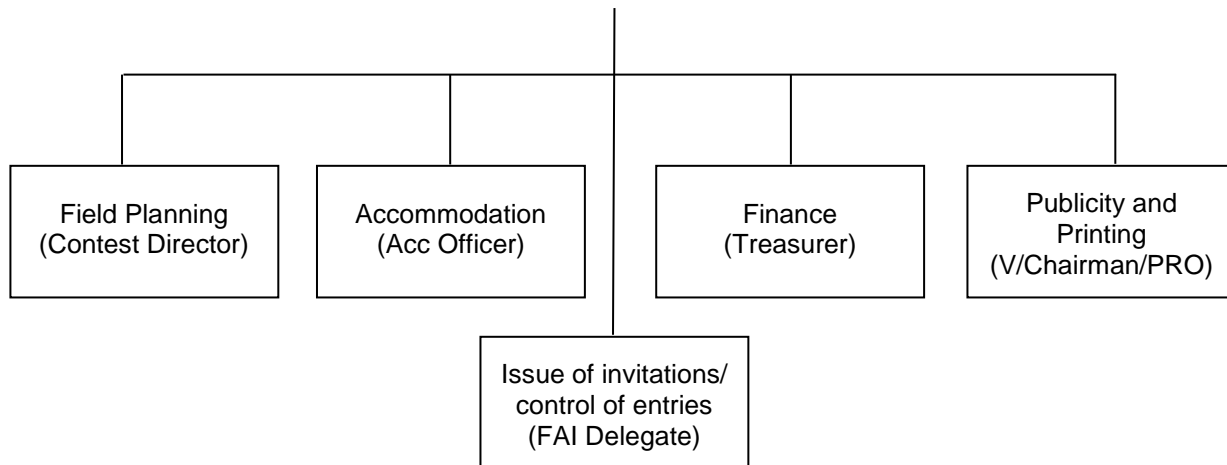 Field Planning
(Contest Director)
Accommodation
(Acc Officer)
Finance
(Treasurer)
Publicity and
Printing
(V/Chairman/PRO)
Issue of invitations/
control of entries
(FAI Delegate)